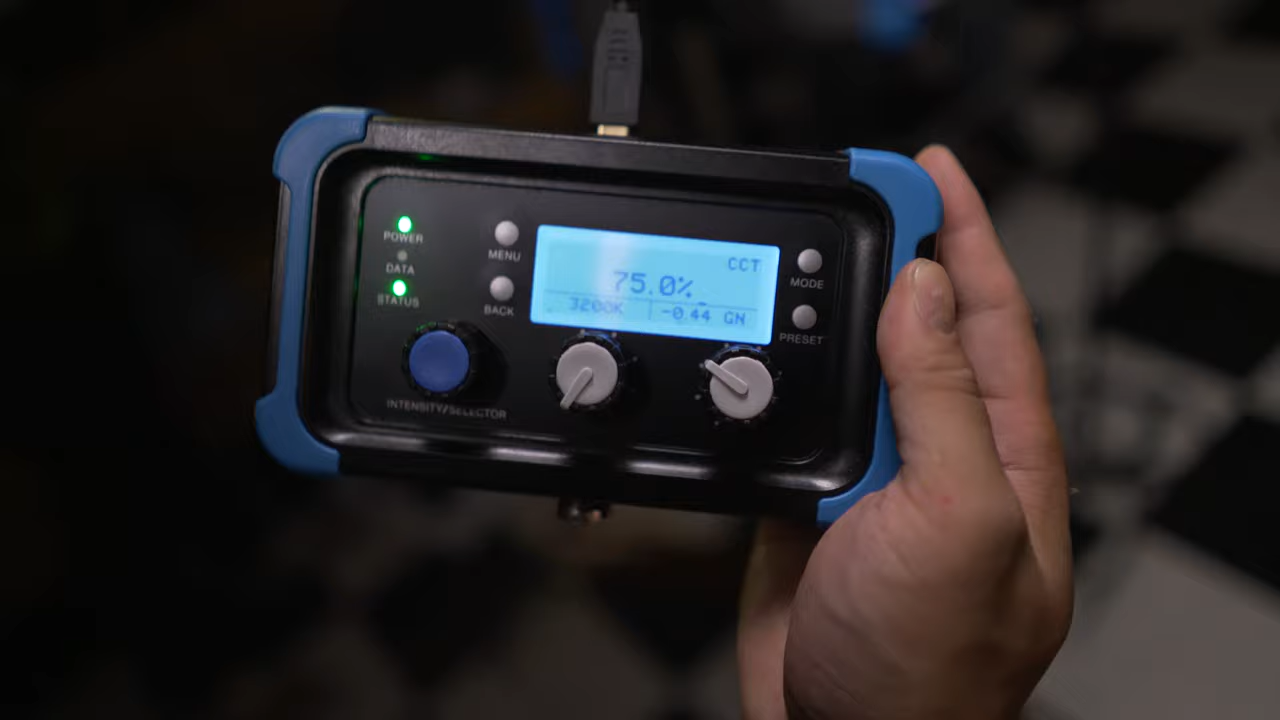 POWER
DATA
STATUS
MENU
BACK
CCT
75.0%
3200K
-0.44 GN
MODE
PRESET
INTENSITY/SELECTOR